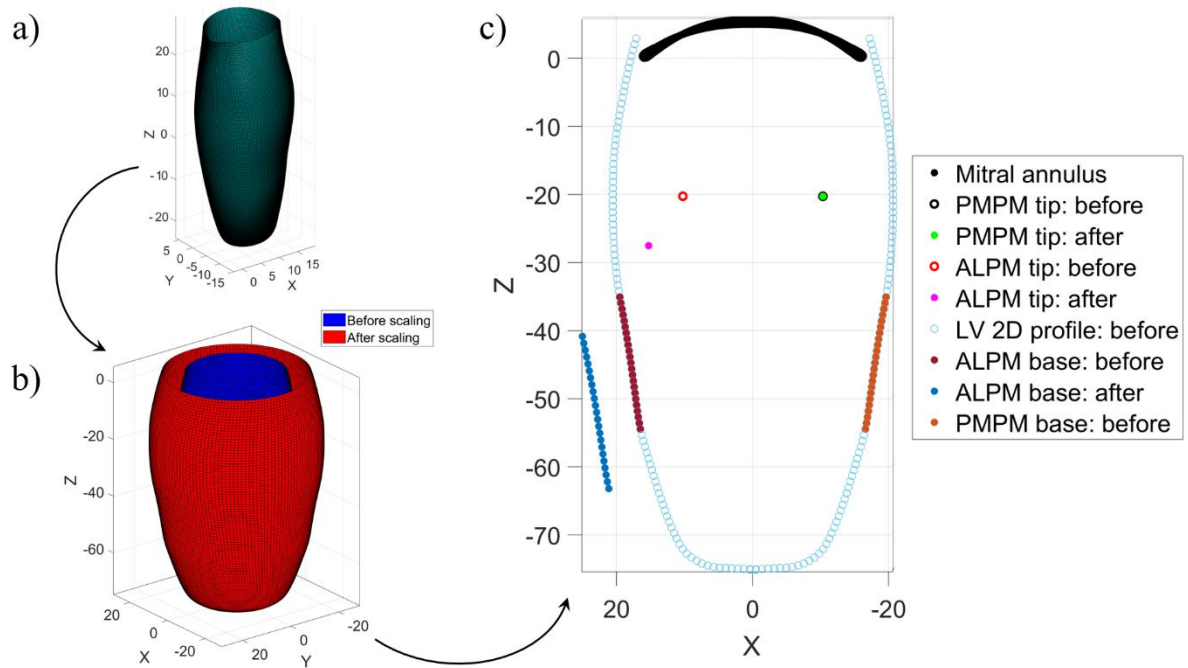 a)
20
10
Z 0
-10
-20
5
0
-5
-10
-15
Y
0
5
10
15
X
Before scaling
After scaling
b)
0
-20
Z
-40
-60
20
0
-20
X
20
0
-20
Y
c)
0
-10
-20
-30
Z
-40
-50
-60
-70
20 0 -20
X
Mitral annulus
PMPM tip: before
PMPM tip: after
ALPM tip: before
ALPM tip: after
LV 2D profile: before
ALPM base: before
ALPM base: after
PMPM base: before